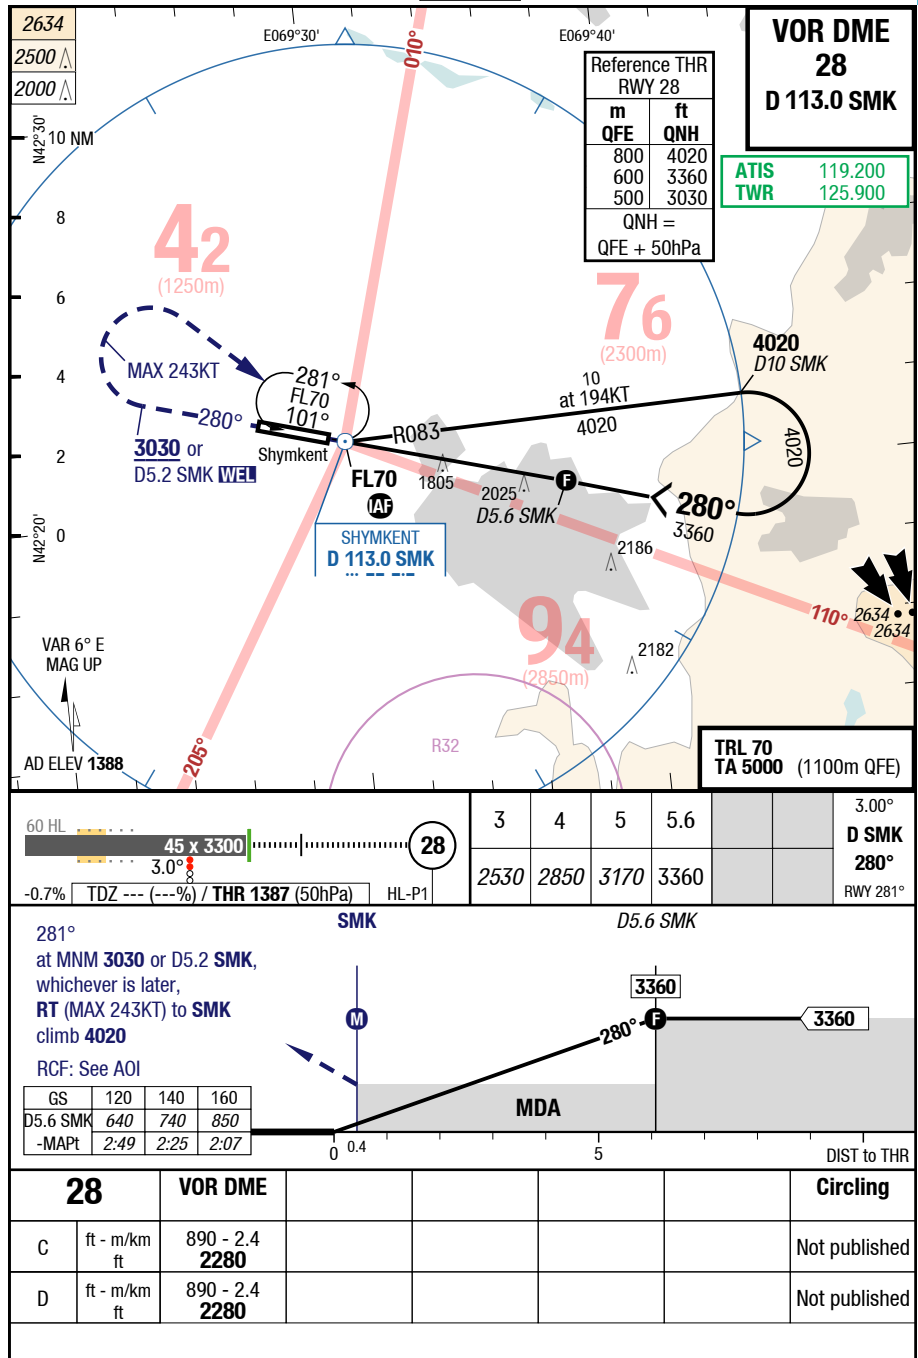 2634
2500
2000
E069°30'
E069°40'
010°
VOR DME
28
D 113.0 SMK
Reference THR
RWY 28
m ft
QFE QNH
800 4020
600 3360
500 3030
QNH =
QFE + 50hPa
ATIS 119.200
TWR 125.900
N42°30'
10 NM
8
6
4
2
0
N42°20'
42
(1250m)
76
(2300m)
94
(2850m)
MAX 243KT
281°
FL70
101°
280°
3030 or
D5.2 SMK WEL
Shymkent
R083
10
at 194KT
4020
4020
D10 SMK
4020
FL70
IAF
1805
2025
F
D5.6 SMK
280°
3360
SHYMKENT
D 113.0 SMK
2186
2182
110°
2634
2634
VAR 6° E
MAG UP
205°
R32
AD ELEV 1388
TRL 70
TA 5000 (1100m QFE)
60 HL
45 x 3300
28
3.0°
-0.7% TDZ --- (---%) / THR 1387 (50hPa) HL-P1
3 4 5 5.6
2530 2850 3170 3360
3.00°
D SMK
280°
RWY 281°
281°
at MNM 3030 or D5.2 SMK,
whichever is later,
RT (MAX 243KT) to SMK
climb 4020
RCF: See AOI
SMK
D5.6 SMK
3360
M
280°
F
3360
MDA
GS 120 140 160
D5.6 SMK 640 740 850
-MAPt 2:49 2:25 2:07
0 0.4 5 DIST to THR
28 VOR DME Circling
C ft - m/km 890 - 2.4 Not published
ft 2280
D ft - m/km 890 - 2.4 Not published
ft 2280